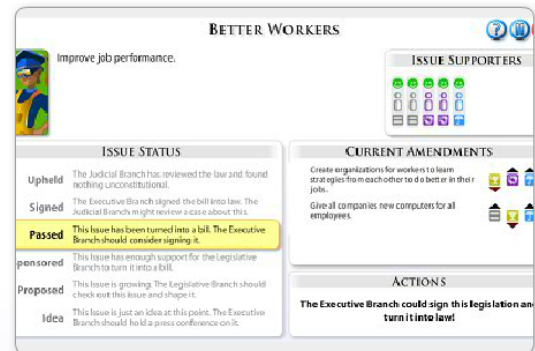 BETTER WORKERS
Improve job performance.
ISSUE SUPPORTERS
ISSUE STATUS
Upheld The Judicial Branch has reviewed the law and found
nothing unconstitutional.
Signed The Executive Branch signed the bill into law. The
Judicial Branch might review a case about this.
Passed This Issue has been turned into a bill. The Executive
Branch should consider signing it.
ponsored This Issue has enough support for the Legislative
Branch to turn it into a bill.
Proposed This Issue is growing. The Legislative Branch should
check out this issue and shape it.
Idea This Issue is just an idea at this point. The Executive
Branch should hold a press conference on it.
CURRENT AMENDMENTS
Create organizations for workers to learn
strategies from each other to do better in their
jobs.
Give all companies new computers for all
employees.
ACTIONS
The Executive Branch could sign this legislation an
turn it into law!